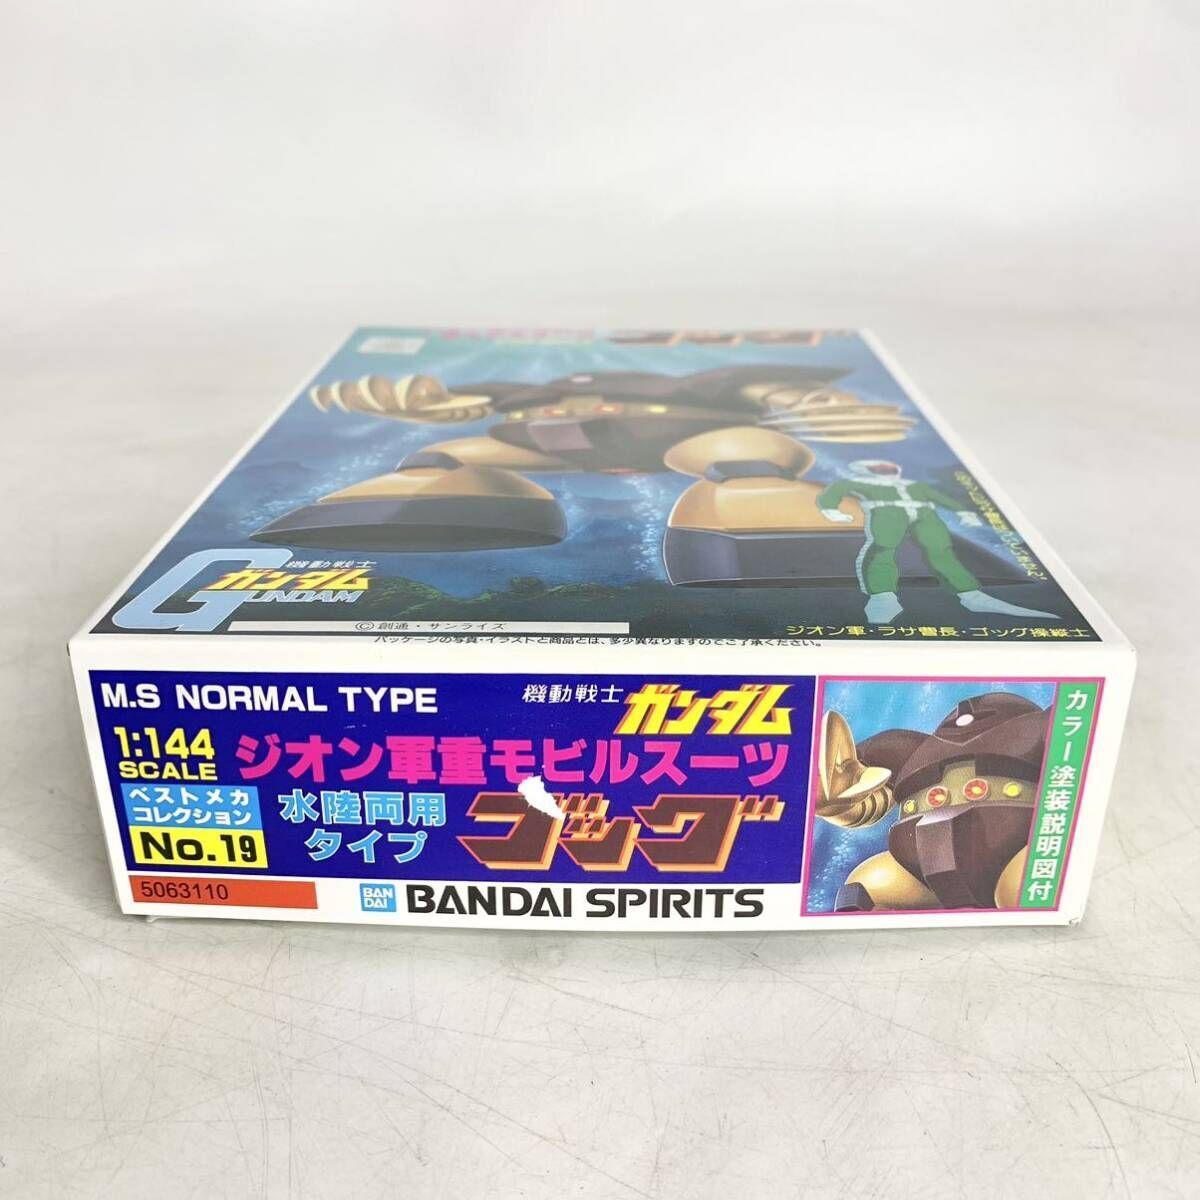 ゴッグ
機動戦士
ガンダム
GUNDAM
©創通・サンライズ
ジオン軍・ラサ曹長・ゴッグ操縦士
パッケージの写真・イラストと商品とは、多少異なりますのでご了承ください。
M.S NORMAL TYPE
機動戦士 ガンダム
1:144
SCALE
ジオン軍重モビルスーツ
ベストメカ
コレクション
No.19
水陸両用
タイプ
ゴッグ
5063110
BAN
DAI
BANDAI SPIRITS
カラー塗装説明図付